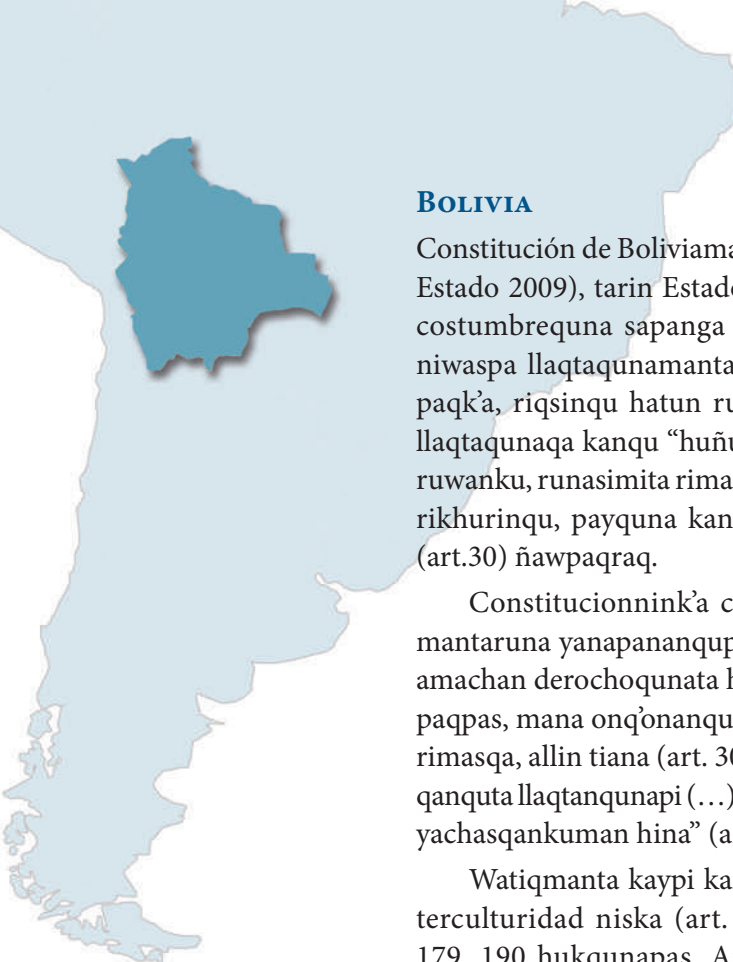 BOLIVIA
Constitución de Boliviama
Estado 2009), tarin Estad
costumbrequna sapanga
niwaspa llaqtaqunamanta
paqk’a, riqsinqu hatun ru
llaqtaqunaqa kanqu “huñu
ruwanku, runasimita rima
rikhurinqu, payquna kan
(art.30) ñawpaqraq.
Constitucionnink’a c
mantaruna yanapananqup
amachan derochoqunata h
paqpas, mana onq’onanqu
rimasqa, allin tiana (art. 30
qanquta llaqtanqunapi (…)
yachasqankuman hina” (a
Watiqmanta kaypi ka
terculturidad niska (art.
179, 190 hukqunapas. A